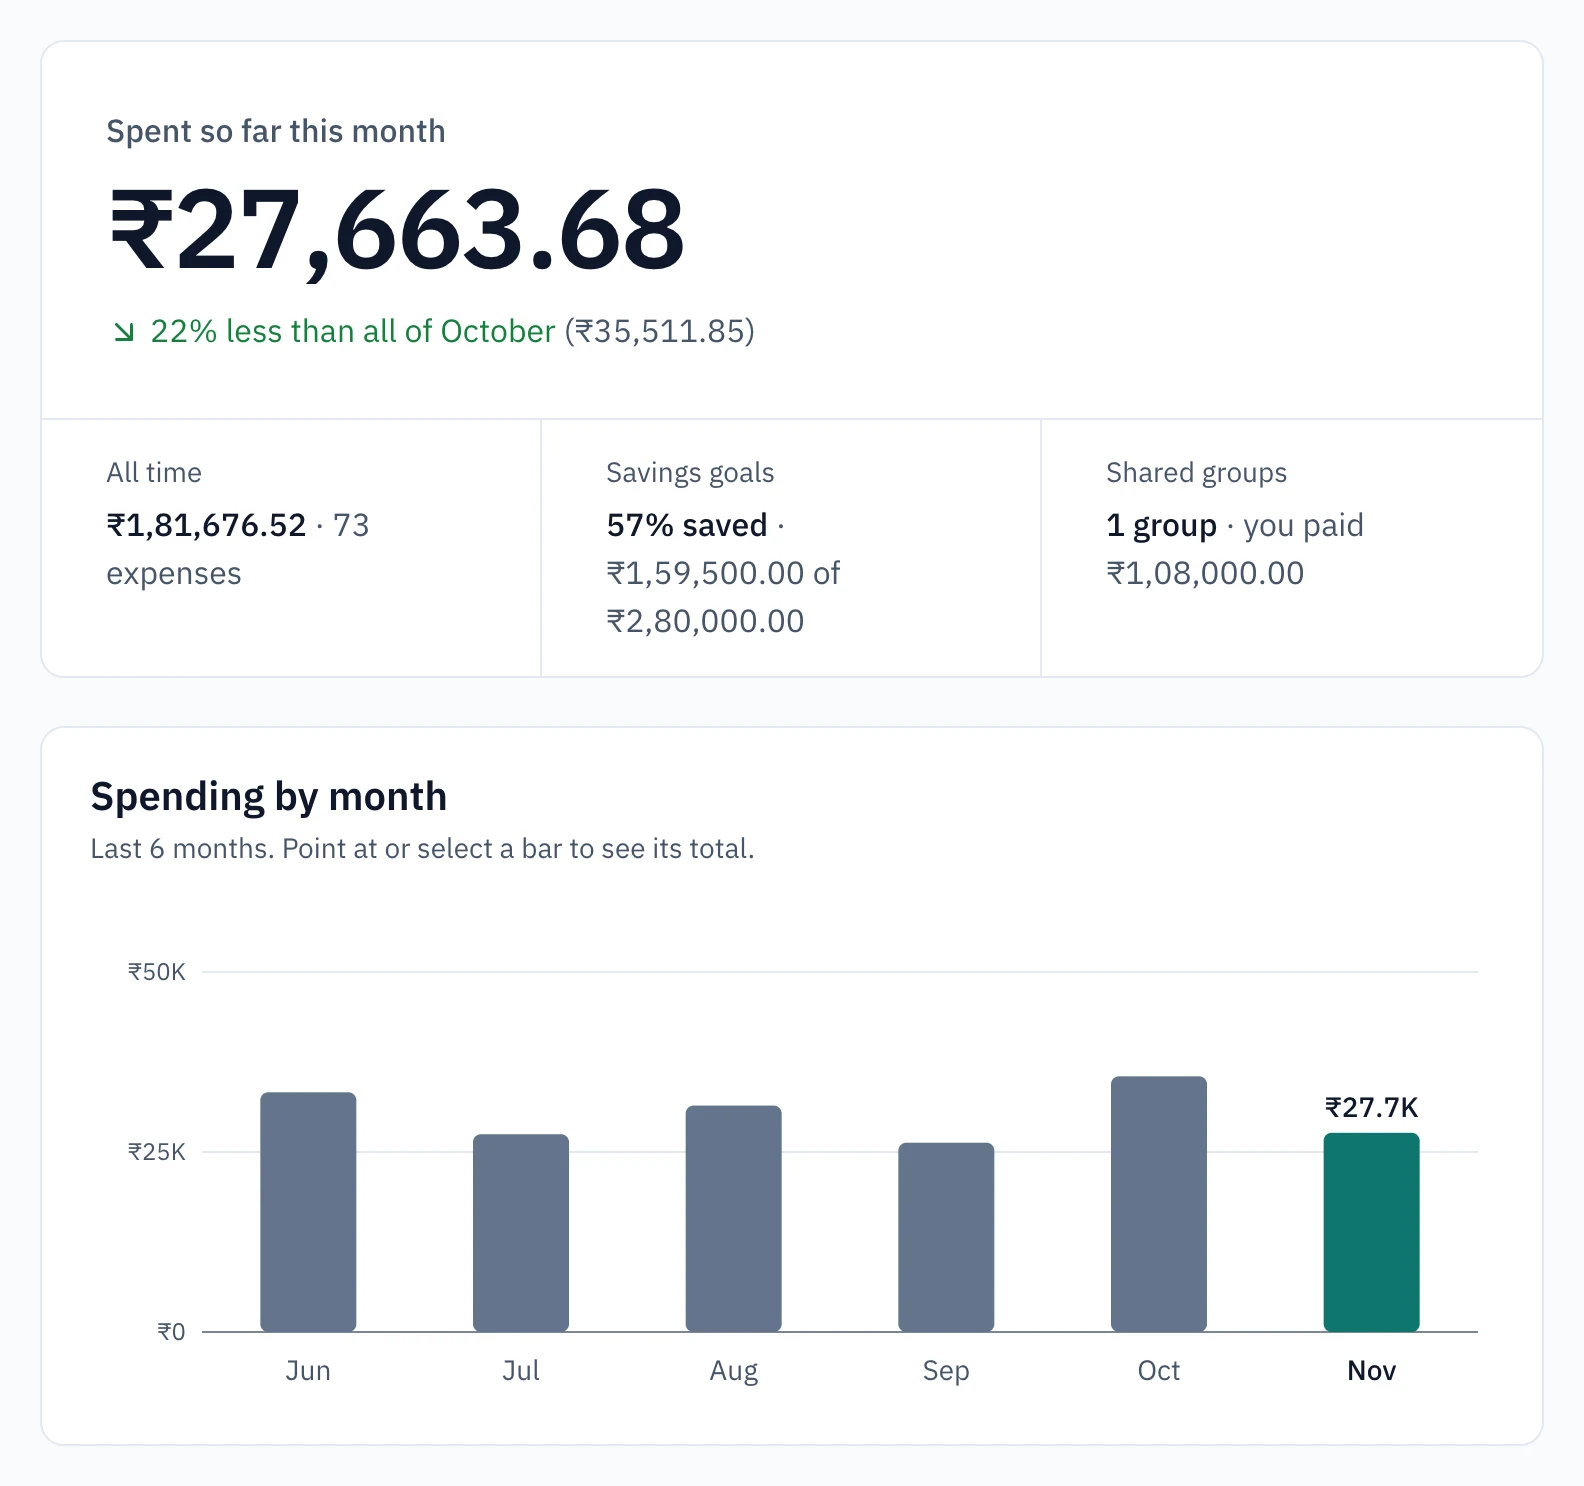 Spent so far this month
₹27,663.68
22% less than all of October (₹35,511.85)
All time
₹1,81,676.52 · 73
expenses
Savings goals
57% saved ·
₹1,59,500.00 of
₹2,80,000.00
Shared groups
1 group · you paid
₹1,08,000.00
Spending by month
Last 6 months. Point at or select a bar to see its total.
₹50K
₹27.7K
₹25K
₹0
Jun Jul Aug Sep Oct Nov